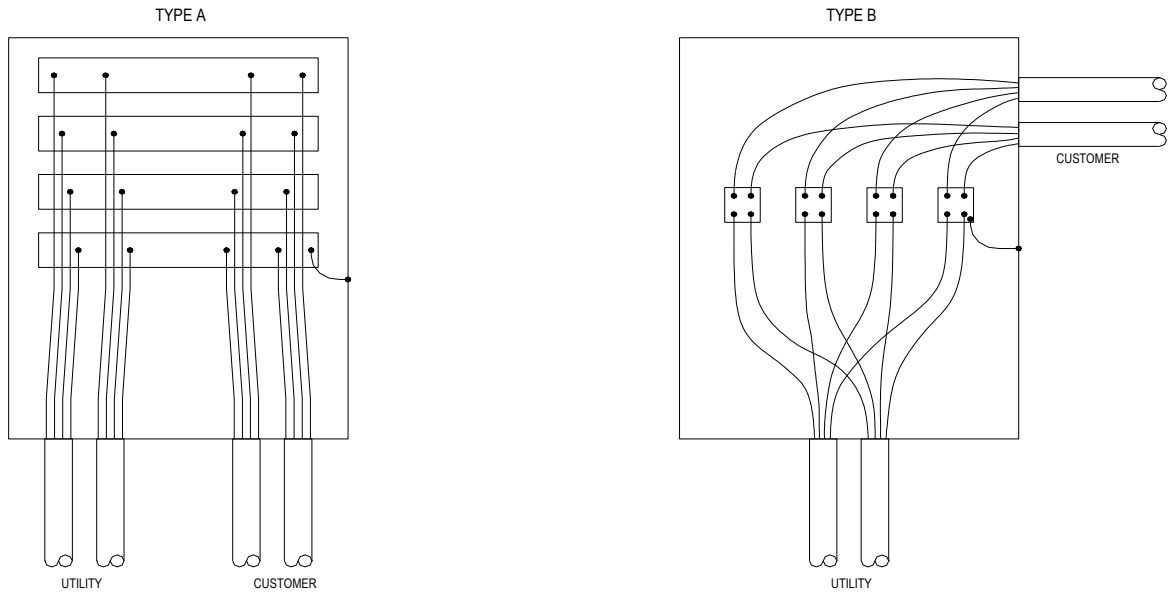 TYPE A
TYPE B
CUSTOMER
UTILITY
CUSTOMER
UTILITY